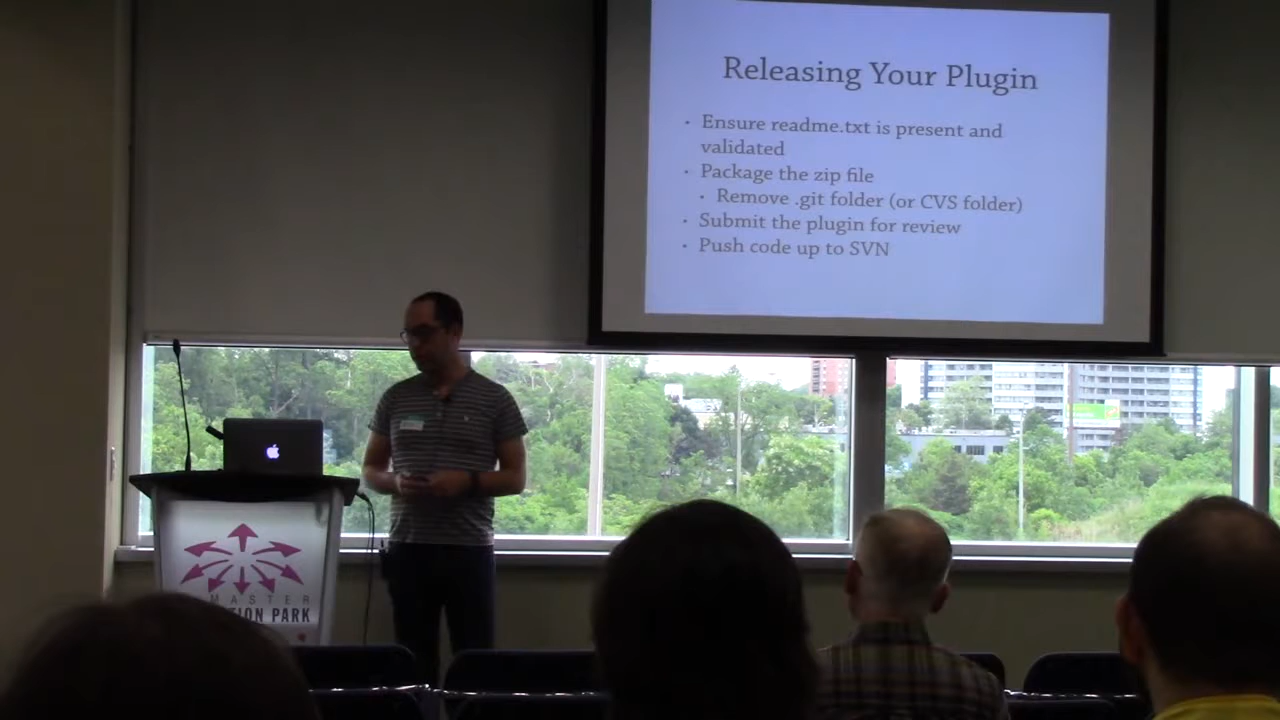 Releasing Your Plugin
• Ensure readme.txt is present and
validated
• Package the zip file
• Remove .git folder (or CVS folder)
• Submit the plugin for review
• Push code up to SVN
MASTER
PARK